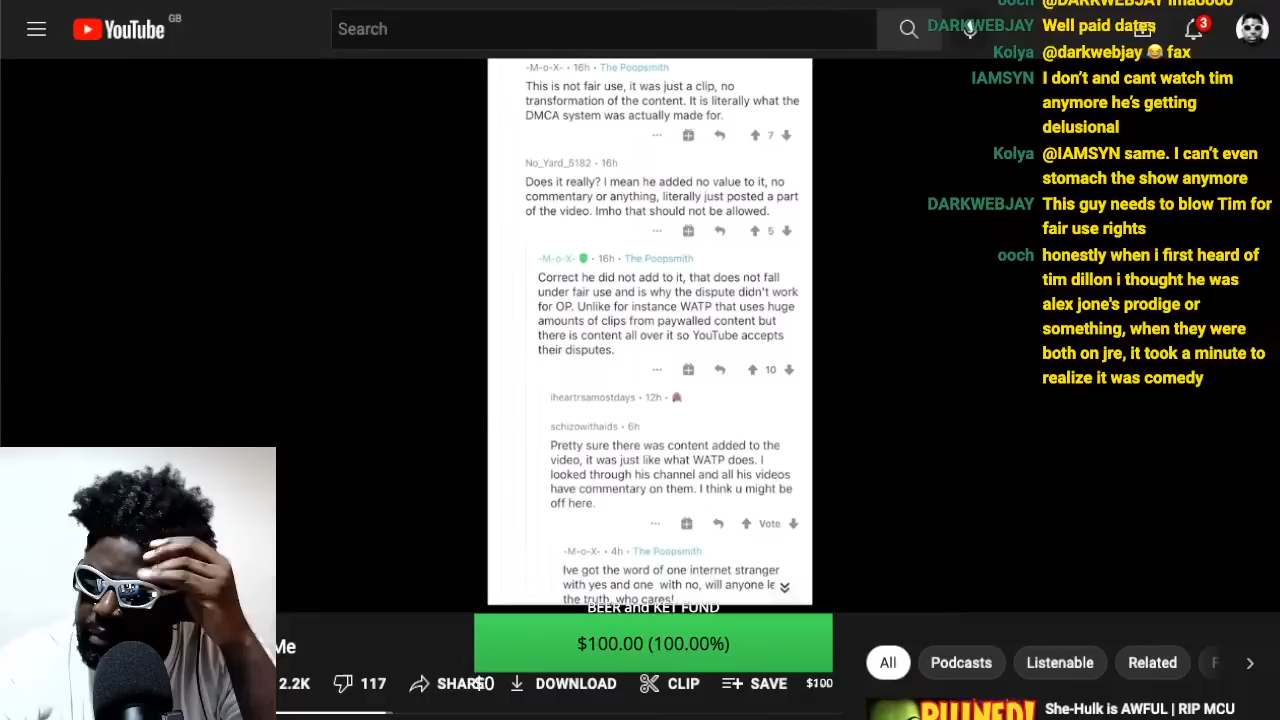 YouTube GB
Search
3
-M-o-X- • 16h • The Poopsmith
This is not fair use, it was just a clip, no
transformation of the content. It is literally what the
DMCA system was actually made for.
7
No_Yard_5182 • 16h
Does it really? I mean he added no value to it, no
commentary or anything, literally just posted a part
of the video. Imho that should not be allowed.
5
-M-o-X- • 16h • The Poopsmith
Correct he did not add to it, that does not fall
under fair use and is why the dispute didn't work
for OP. Unlike for instance WATP that uses huge
amounts of clips from paywalled content but
there is content all over it so YouTube accepts
their disputes.
10
iheartrsamostdays • 12h •
schizowithaids • 6h
Pretty sure there was content added to the
video, it was just like what WATP does. I
looked through his channel and all his videos
have commentary on them. I think u might be
off here.
Vote
-M-o-X- • 4h • The Poopsmith
Ive got the word of one internet stranger
with yes and one with no, will anyone le
the truth, who cares!
BEER and KET FUND
$100.00 (100.00%)
$0
$100
Me
2.2K
117
SHARE
DOWNLOAD
CLIP
SAVE
ooch @DARKWEBJAY lmaoooo
DARKWEBJAY Well paid dates
Kolya @darkwebjay 😂 fax
IAMSYN I don't and cant watch tim
anymore he's getting
delusional
Kolya @IAMSYN same. I can't even
stomach the show anymore
DARKWEBJAY This guy needs to blow Tim for
fair use rights
ooch honestly when i first heard of
tim dillon i thought he was
alex jone's prodige or
something, when they were
both on jre, it took a minute to
realize it was comedy
All
Podcasts
Listenable
Related
F
RUINED!
She-Hulk is AWFUL | RIP MCU